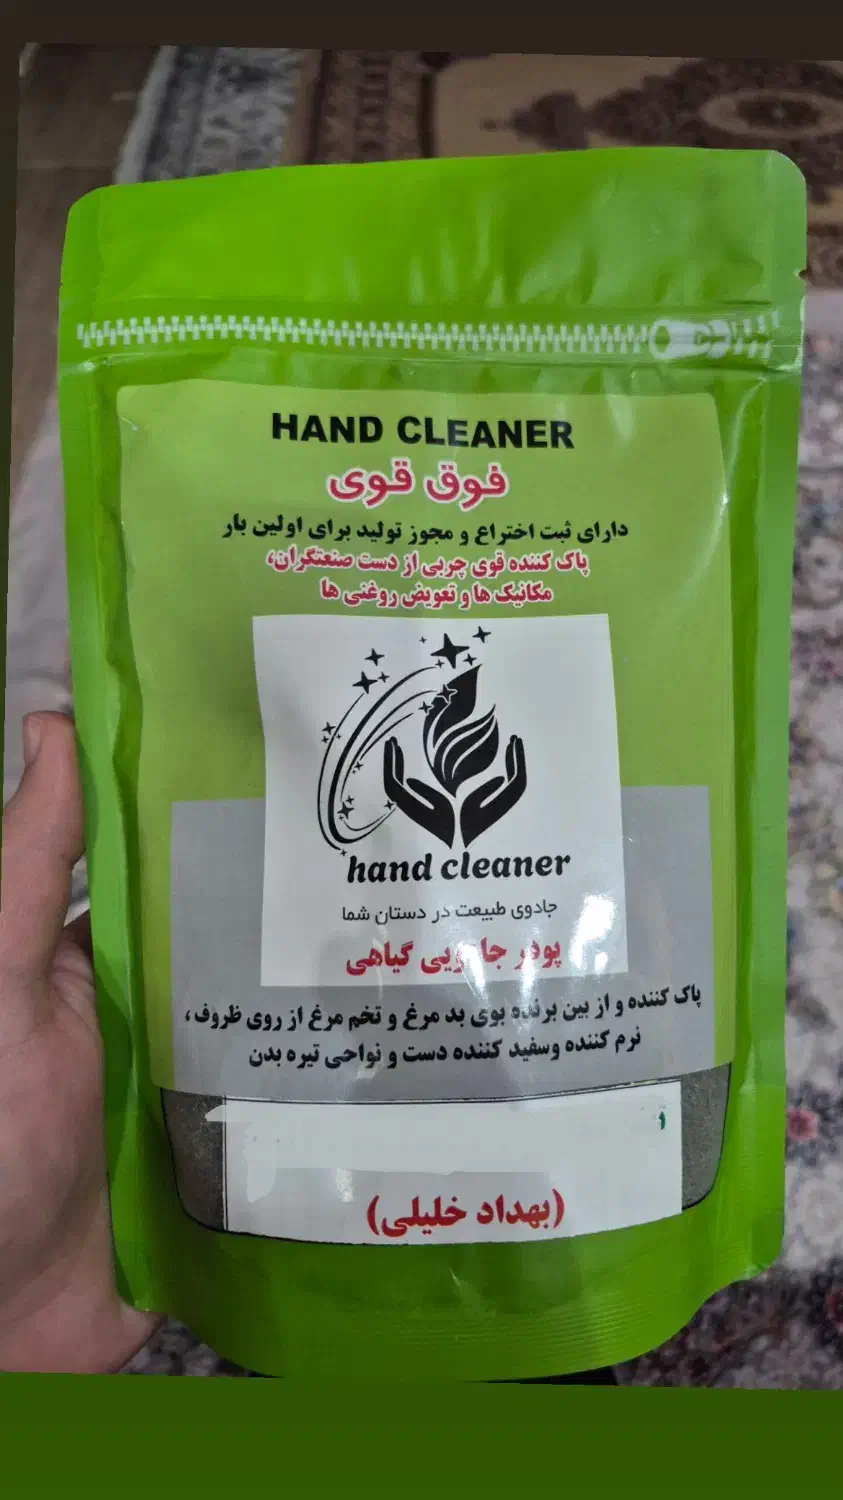 HAND CLEANER
فوق قوی
دارای ثبت اختراع و مجوز تولید برای اولین بار
پاک کننده قوی چربی از دست صنعتگران،
مکانیک ها و تعویض روغنی ها
hand cleaner
جادوی طبیعت در دستان شما
پودر جادویی گیاهی
پاک کننده و از بین برنده بوی بد مرغ و تخم مرغ از روی ظروف ،
نرم کننده وسفید کننده دست و نواحی تیره بدن
(بهداد خلیلی)